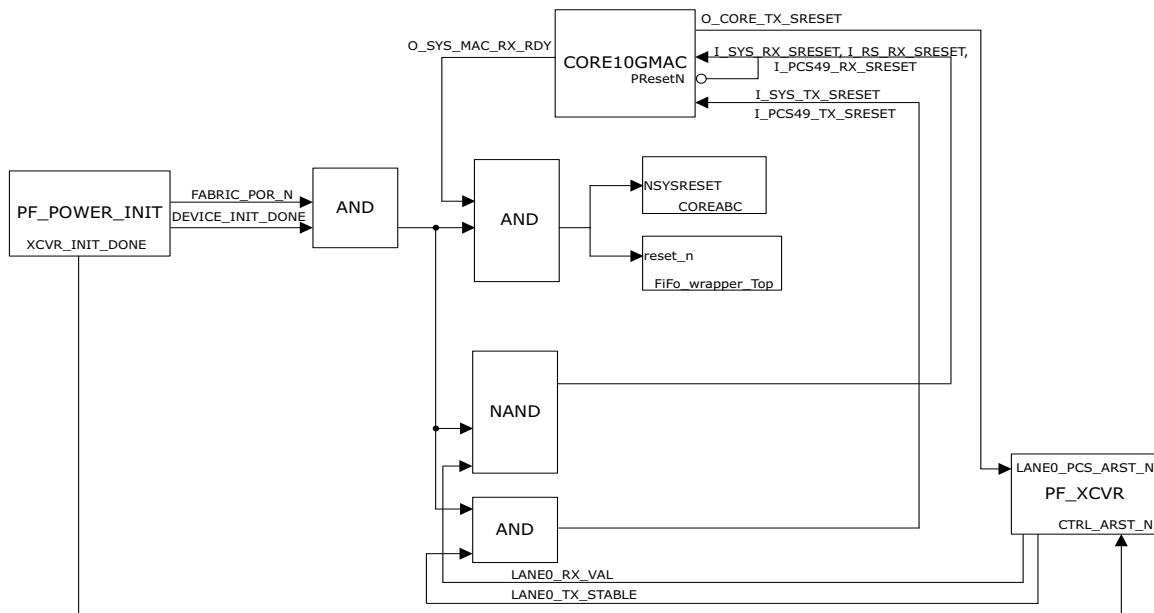 O_CORE_TX_SRESET
O_SYS_MAC_RX_RDY
I_SYS_RX_SRESET, I_RS_RX_SRESET,
CORE10GMAC
I_PCS49_RX_SRESET
PResetN
I_SYS_TX_SRESET
I_PCS49_TX_SRESET
FABRIC_POR_N
NSYSRESET
PF_POWER_INIT
AND
DEVICE_INIT_DONE
AND
COREABC
XCVR_INIT_DONE
reset_n
FiFo_wrapper_Top
NAND
LANE0_PCS_ARST_N
PF_XCVR
AND
CTRL_ARST_N
LANE0_RX_VAL
LANE0_TX_STABLE